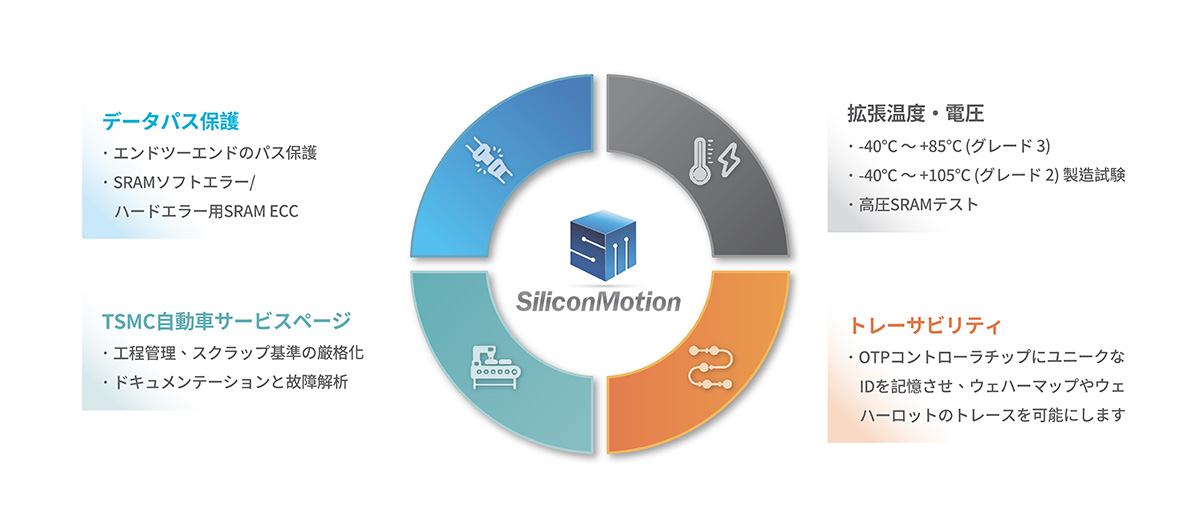 データパス保護
・エンドツーエンドのパス保護
・SRAMソフトエラー/
ハードエラー用SRAM ECC
拡張温度・電圧
・-40℃ ～ +85℃ (グレード 3)
・-40℃ ～ +105℃ (グレード 2) 製造試験
・高圧SRAMテスト
SiliconMotion
TSMC自動車サービスページ
・工程管理、スクラップ基準の厳格化
・ドキュメンテーションと故障解析
トレーサビリティ
・OTPコントローラチップにユニークな
IDを記憶させ、ウェハーマップやウェ
ハーロットのトレースを可能にします